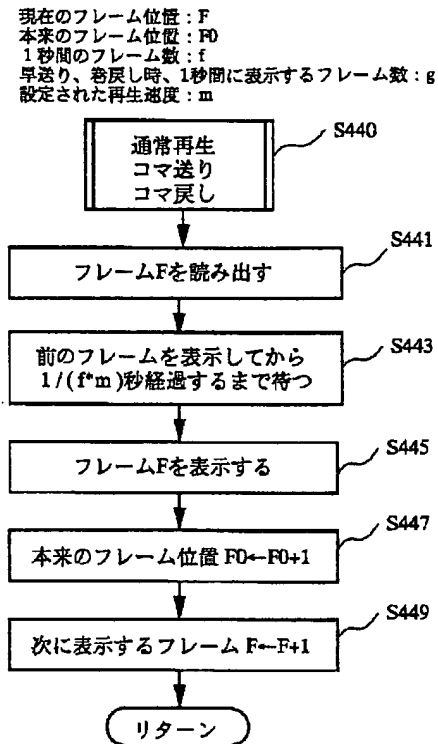 現在のフレーム位置：F
本来のフレーム位置：F0
1秒間のフレーム数：f
早送り、巻戻し時、1秒間に表示するフレーム数：g
設定された再生速度：m
S440
通常再生
コマ送り
コマ戻し
S441
フレームFを読み出す
S443
前のフレームを表示してから
1/(f*m)秒経過するまで待つ
S445
フレームFを表示する
S447
本来のフレーム位置 F0←F0+1
S449
次に表示するフレーム F←F+1
リターン